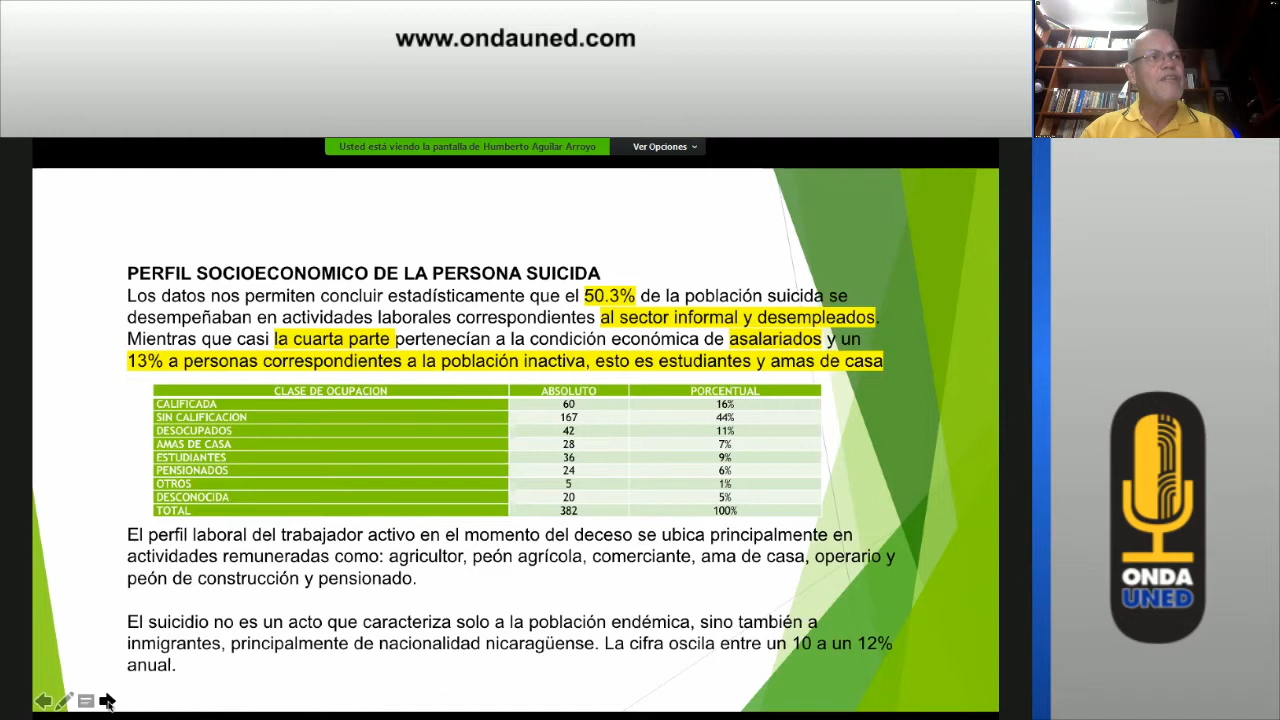 www.ondauned.com
Usted está viendo la pantalla de Humberto Aguilar Arroyo Ver Opciones
PERFIL SOCIOECONOMICO DE LA PERSONA SUICIDA
Los datos nos permiten concluir estadísticamente que el 50.3% de la población suicida se
desempeñaban en actividades laborales correspondientes al sector informal y desempleados.
Mientras que casi la cuarta parte pertenecían a la condición económica de asalariados y un
13% a personas correspondientes a la población inactiva, esto es estudiantes y amas de casa
CLASE DE OCUPACION ABSOLUTO PORCENTUAL
CALIFICADA 60 16%
SIN CALIFICACION 167 44%
DESOCUPADOS 42 11%
AMAS DE CASA 28 7%
ESTUDIANTES 36 9%
PENSIONADOS 24 6%
OTROS 5 1%
DESCONOCIDA 20 5%
TOTAL 382 100%
El perfil laboral del trabajador activo en el momento del deceso se ubica principalmente en
actividades remuneradas como: agricultor, peón agrícola, comerciante, ama de casa, operario y
peón de construcción y pensionado.
El suicidio no es un acto que caracteriza solo a la población endémica, sino también a
inmigrantes, principalmente de nacionalidad nicaragüense. La cifra oscila entre un 10 a un 12%
anual.
ONDA
UNED